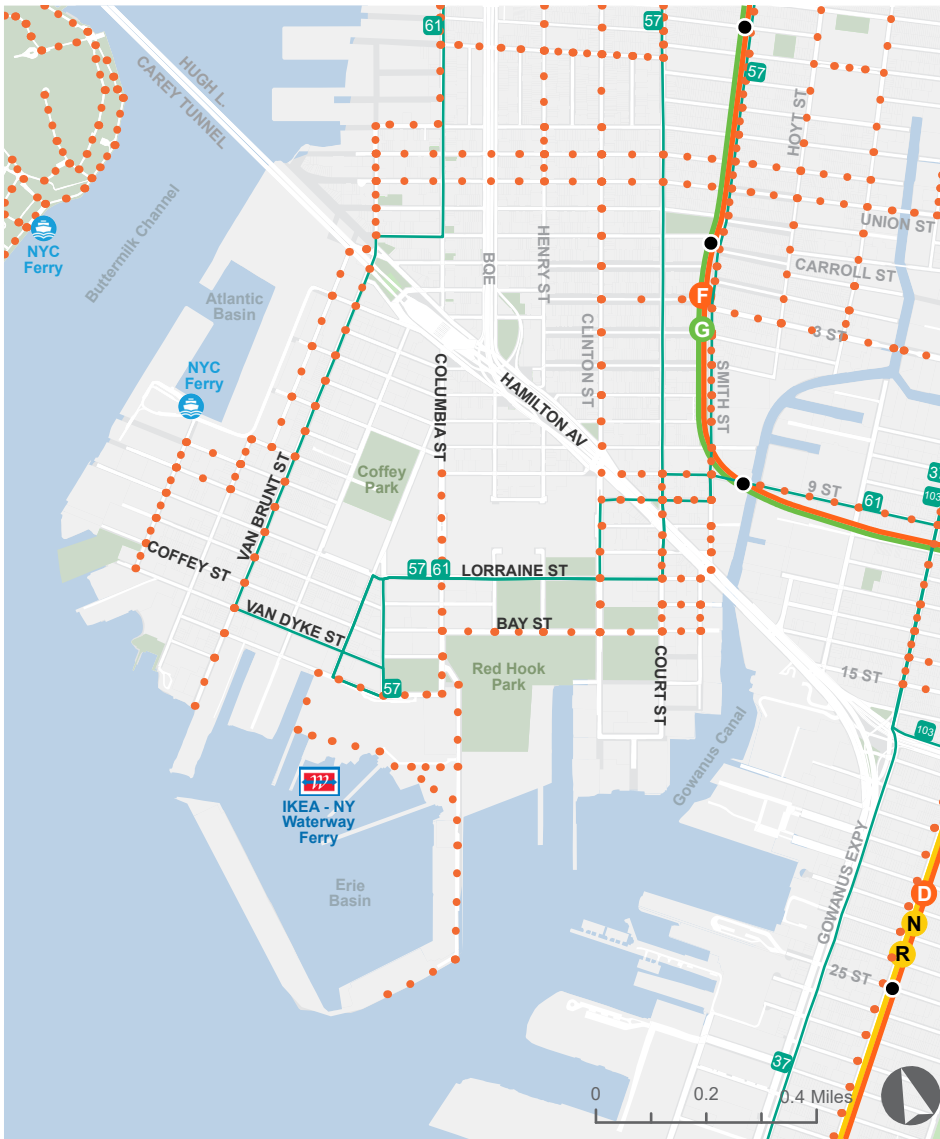 61
57
57
HUGH L.
CAREY TUNNEL
HOYT ST
Buttermilk Channel
NYC
Ferry
UNION ST
HENRY ST
BQE
CARROLL ST
Atlantic
Basin
F
G
3 ST
CLINTON ST
SMITH ST
COLUMBIA ST
HAMILTON AV
NYC
Ferry
Coffey
Park
VAN BRUNT ST
9 ST
61
3
103
COFFEY ST
57
61
LORRAINE ST
VAN DYKE ST
BAY ST
Red Hook
Park
COURT ST
15 ST
57
103
Gowanus Canal
W
IKEA - NY
Waterway
Ferry
Erie
Basin
GOWANUS EXPY
D
N
R
25 ST
37
0
0.2
0.4 Miles